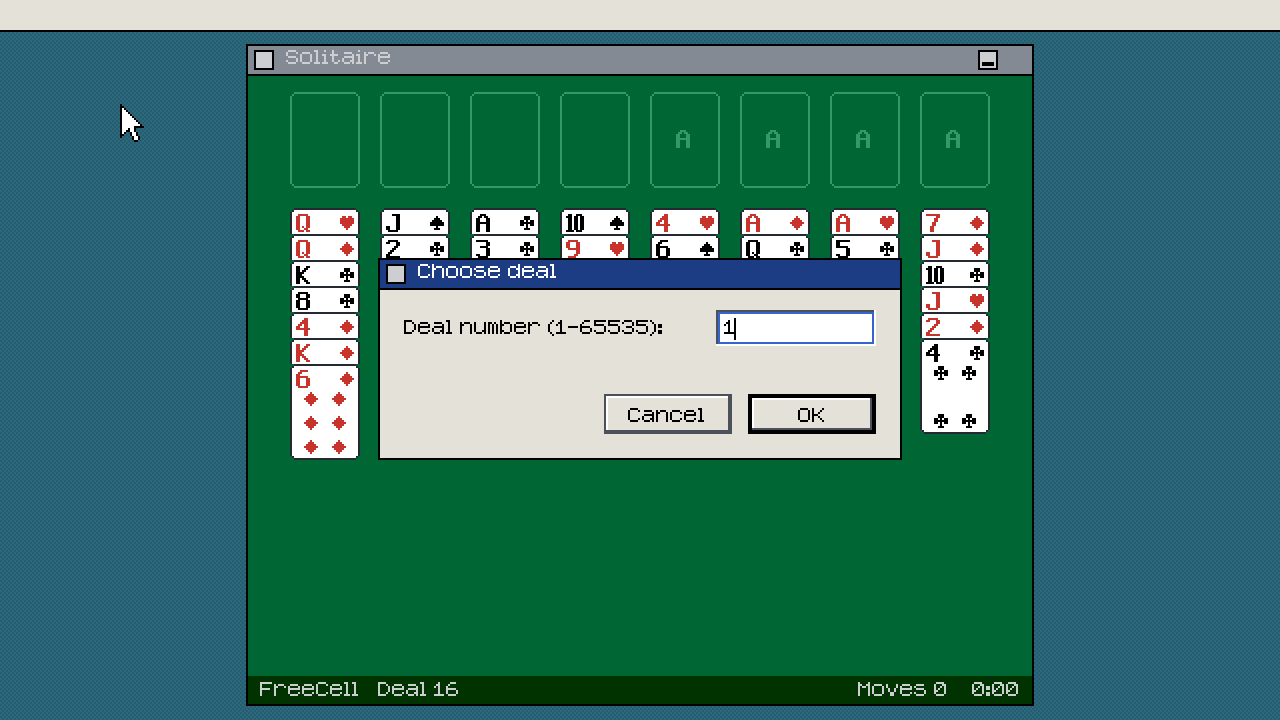 Solitaire
A A A A
Q J A 10 4 A A 7
Q 2 3 9 6 Q 5 J
K 10
8 J
4 2
K 4
6
Choose deal
Deal number (1-65535): 1
Cancel OK
FreeCell Deal 16 Moves 0 0:00